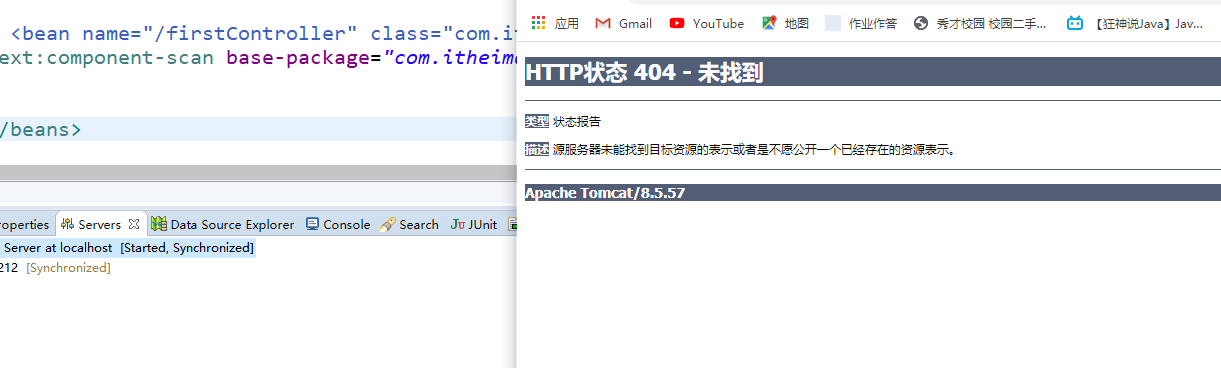 <bean name="/firstController" class="com.it
ext:component-scan base-package="com.itheima
/beans>
roperties
Servers
Data Source Explorer
Console
Search
JUnit
Server at localhost [Started, Synchronized]
212 [Synchronized]
应用
Gmail
YouTube
地图
作业作答
秀才校园 校园二手...
【狂神说Java】Jav...
HTTP状态 404 - 未找到
类型 状态报告
描述 源服务器未能找到目标资源的表示或者是不愿公开一个已经存在的资源表示。
Apache Tomcat/8.5.57